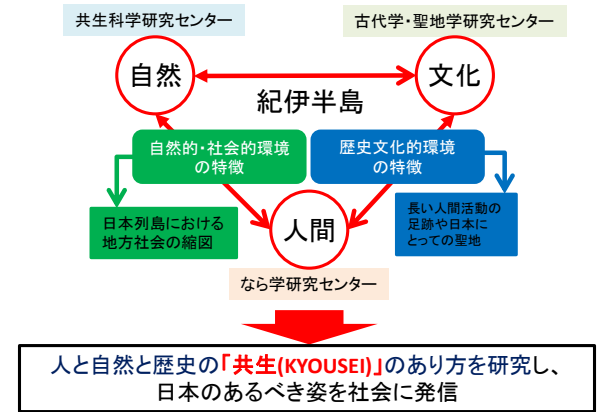 共生科学研究センター
古代学・聖地学研究センター
自然
文化
紀伊半島
自然的・社会的環境
の特徴
歴史文化的環境
の特徴
日本列島における
地方社会の縮図
人間
長い人間活動の
足跡や日本に
とっての聖地
なら学研究センター
人と自然と歴史の「共生(KYOUSEI)」のあり方を研究し、
日本のあるべき姿を社会に発信